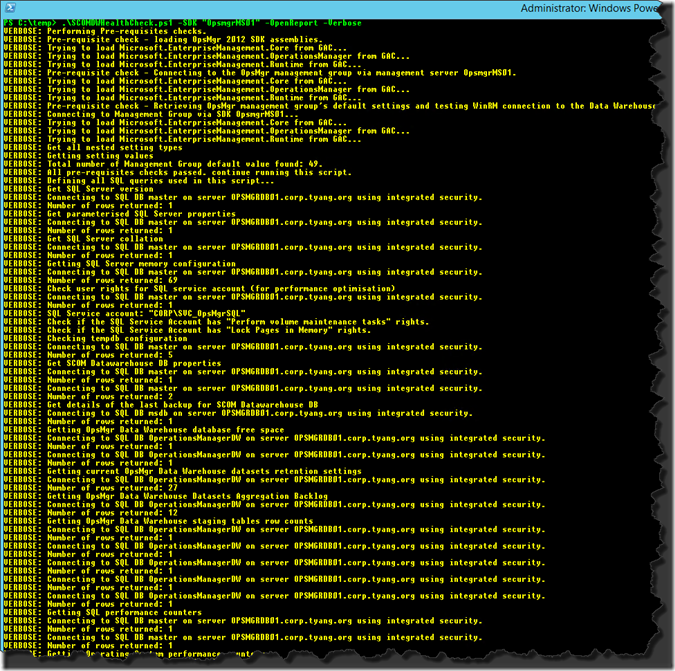 Administrator: Windows Powe
PS C:\temp> .\SCOMDWHealthCheck.ps1 -SDK "OpsmgrMS01" -OpenReport -Verbose
VERBOSE: Performing Pre-requisites checks.
VERBOSE: Pre-requisite check - loading OpsMgr 2012 SDK assemblies.
VERBOSE: Trying to load Microsoft.EnterpriseManagement.Core from GAC...
VERBOSE: Trying to load Microsoft.EnterpriseManagement.OperationsManager from GAC...
VERBOSE: Trying to load Microsoft.EnterpriseManagement.Runtime from GAC...
VERBOSE: Pre-requisite check - Connecting to the OpsMgr management group via management server OpsmgrMS01.
VERBOSE: Trying to load Microsoft.EnterpriseManagement.Core from GAC...
VERBOSE: Trying to load Microsoft.EnterpriseManagement.OperationsManager from GAC...
VERBOSE: Trying to load Microsoft.EnterpriseManagement.Runtime from GAC...
VERBOSE: Pre-requisite check - Retrieving OpsMgr management group's default settings and testing WinRM connection to the Data Warehouse
VERBOSE: Connecting to Management Group via SDK OpsmgrMS01...
VERBOSE: Trying to load Microsoft.EnterpriseManagement.Core from GAC...
VERBOSE: Trying to load Microsoft.EnterpriseManagement.OperationsManager from GAC...
VERBOSE: Trying to load Microsoft.EnterpriseManagement.Runtime from GAC...
VERBOSE: Get all nested setting types
VERBOSE: Getting setting values
VERBOSE: Total number of Management Group default value found: 49.
VERBOSE: All pre-requisites checks passed. continue running this script.
VERBOSE: Defining all SQL queries used in this script...
VERBOSE: Get SQL Server version
VERBOSE: Connecting to SQL DB master on server OPSMGRDB01.corp.tyang.org using integrated security.
VERBOSE: Number of rows returned: 1
VERBOSE: Get parameterised SQL Server properties
VERBOSE: Connecting to SQL DB master on server OPSMGRDB01.corp.tyang.org using integrated security.
VERBOSE: Number of rows returned: 1
VERBOSE: Get SQL Server collation
VERBOSE: Connecting to SQL DB master on server OPSMGRDB01.corp.tyang.org using integrated security.
VERBOSE: Number of rows returned: 1
VERBOSE: Getting SQL Server memory configuration
VERBOSE: Connecting to SQL DB master on server OPSMGRDB01.corp.tyang.org using integrated security.
VERBOSE: Number of rows returned: 69
VERBOSE: Check user rights for SQL service account (for performance optimisation)
VERBOSE: Connecting to SQL DB master on server OPSMGRDB01.corp.tyang.org using integrated security.
VERBOSE: Number of rows returned: 1
VERBOSE: SQL Service account: "CORP\SVC_OpsMgrSQL"
VERBOSE: Check if the SQL Service Account has "Perform volume maintenance tasks" rights.
VERBOSE: Check if the SQL Service Account has "Lock Pages in Memory" rights.
VERBOSE: Checking tempdb configuration
VERBOSE: Connecting to SQL DB master on server OPSMGRDB01.corp.tyang.org using integrated security.
VERBOSE: Number of rows returned: 5
VERBOSE: Get SCOM Datawarehouse DB properties
VERBOSE: Connecting to SQL DB master on server OPSMGRDB01.corp.tyang.org using integrated security.
VERBOSE: Number of rows returned: 1
VERBOSE: Connecting to SQL DB master on server OPSMGRDB01.corp.tyang.org using integrated security.
VERBOSE: Number of rows returned: 2
VERBOSE: Get details of the last backup for SCOM Datawarehouse DB
VERBOSE: Connecting to SQL DB msdb on server OPSMGRDB01.corp.tyang.org using integrated security.
VERBOSE: Number of rows returned: 1
VERBOSE: Getting OpsMgr Data Warehouse database free space
VERBOSE: Connecting to SQL DB OperationsManagerDW on server OPSMGRDB01.corp.tyang.org using integrated security.
VERBOSE: Number of rows returned: 1
VERBOSE: Connecting to SQL DB OperationsManagerDW on server OPSMGRDB01.corp.tyang.org using integrated security.
VERBOSE: Number of rows returned: 1
VERBOSE: Getting current OpsMgr Data Warehouse datasets retention settings
VERBOSE: Connecting to SQL DB OperationsManagerDW on server OPSMGRDB01.corp.tyang.org using integrated security.
VERBOSE: Number of rows returned: 27
VERBOSE: Getting OpsMgr Data Warehouse Datasets Aggregation Backlog
VERBOSE: Connecting to SQL DB OperationsManagerDW on server OPSMGRDB01.corp.tyang.org using integrated security.
VERBOSE: Number of rows returned: 12
VERBOSE: Getting OpsMgr Data Warehouse staging tables row counts
VERBOSE: Connecting to SQL DB OperationsManagerDW on server OPSMGRDB01.corp.tyang.org using integrated security.
VERBOSE: Number of rows returned: 1
VERBOSE: Connecting to SQL DB OperationsManagerDW on server OPSMGRDB01.corp.tyang.org using integrated security.
VERBOSE: Number of rows returned: 1
VERBOSE: Connecting to SQL DB OperationsManagerDW on server OPSMGRDB01.corp.tyang.org using integrated security.
VERBOSE: Number of rows returned: 1
VERBOSE: Connecting to SQL DB OperationsManagerDW on server OPSMGRDB01.corp.tyang.org using integrated security.
VERBOSE: Number of rows returned: 1
VERBOSE: Connecting to SQL DB OperationsManagerDW on server OPSMGRDB01.corp.tyang.org using integrated security.
VERBOSE: Number of rows returned: 1
VERBOSE: Getting SQL performance counters
VERBOSE: Connecting to SQL DB master on server OPSMGRDB01.corp.tyang.org using integrated security.
VERBOSE: Number of rows returned: 1
VERBOSE: Connecting to SQL DB master on server OPSMGRDB01.corp.tyang.org using integrated security.
VERBOSE: Number of rows returned: 1
performance